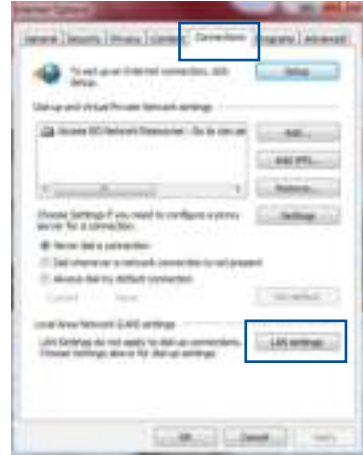 Internet Options
General Security Privacy Content Connections Programs Advanced
To set up an Internet connection, click
Setup.
Setup
Dial-up and Virtual Private Network settings
Add...
Add VPN...
Remove...
Choose Settings if you need to configure a proxy
server for a connection.
Settings
Never dial a connection
Dial whenever a network connection is not present
Always dial my default connection
Current None
Set default
Local Area Network (LAN) settings
LAN Settings do not apply to dial-up connections.
Choose Settings above for dial-up settings.
LAN settings
OK Cancel Apply